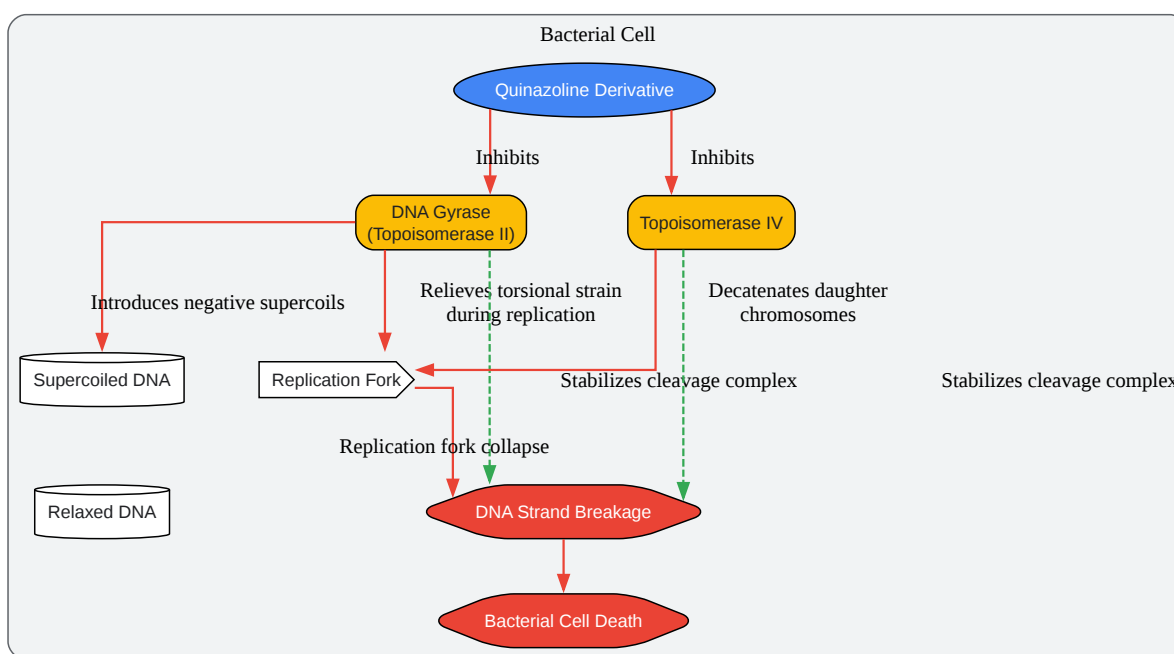 Bacterial Cell
Quinazoline Derivative
Inhibits
Inhibits
DNA Gyrase
(Topoisomerase II)
Topoisomerase IV
Introduces negative supercoils
Relieves torsional strain
during replication
Decatenates daughter
chromosomes
Supercoiled DNA
Replication Fork
Stabilizes cleavage complex
Stabilizes cleavage complex
Replication fork collapse
Relaxed DNA
DNA Strand Breakage
Bacterial Cell Death